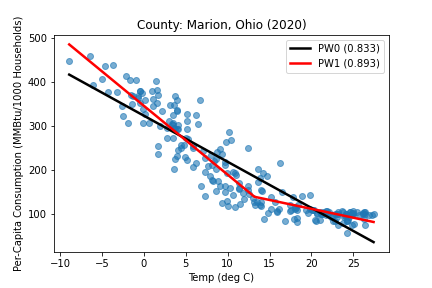 County: Marion, Ohio (2020)
PW0 (0.833)
PW1 (0.893)
Per-Capita Consumption (MMBtu/1000 Households)
500
400
300
200
100
−10 −5 0 5 10 15 20 25
Temp (deg C)